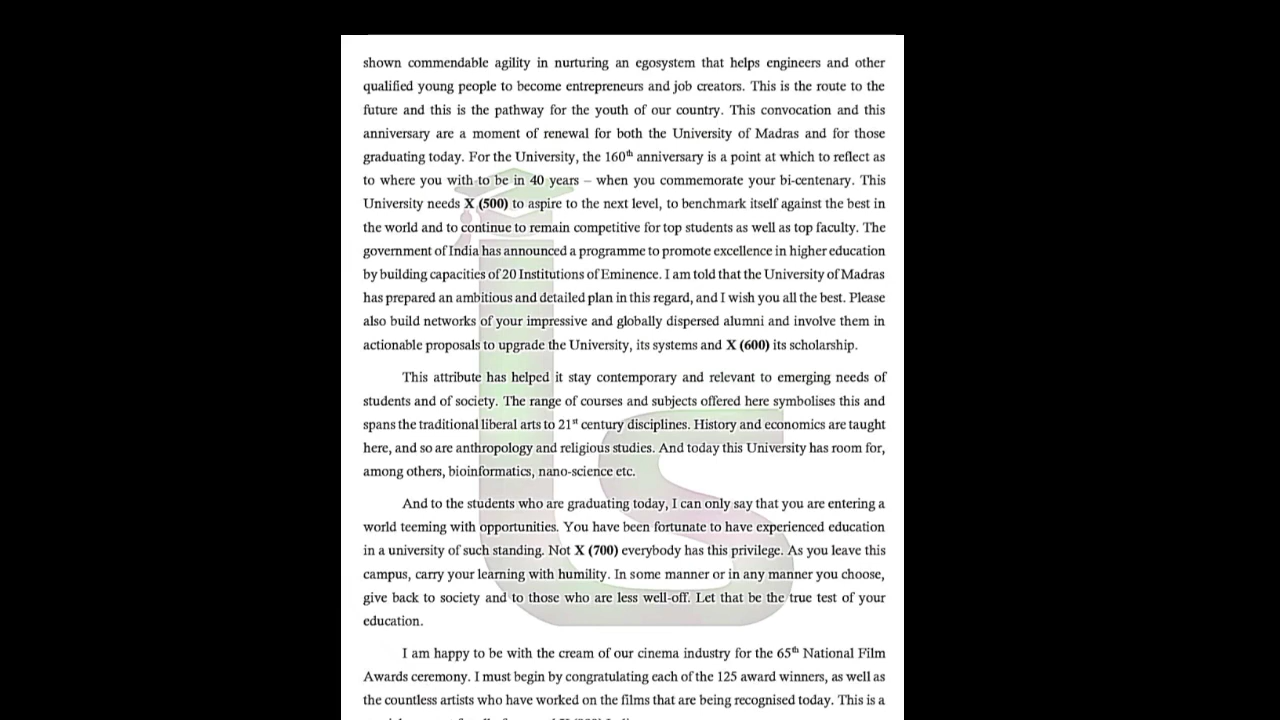 shown commendable agility in nurturing an egosystem that helps engineers and other
qualified young people to become entrepreneurs and job creators. This is the route to the
future and this is the pathway for the youth of our country. This convocation and this
anniversary are a moment of renewal for both the University of Madras and for those
graduating today. For the University, the 160th anniversary is a point at which to reflect as
to where you with to be in 40 years – when you commemorate your bi-centenary. This
University needs X (500) to aspire to the next level, to benchmark itself against the best in
the world and to continue to remain competitive for top students as well as top faculty. The
government of India has announced a programme to promote excellence in higher education
by building capacities of 20 Institutions of Eminence. I am told that the University of Madras
has prepared an ambitious and detailed plan in this regard, and I wish you all the best. Please
also build networks of your impressive and globally dispersed alumni and involve them in
actionable proposals to upgrade the University, its systems and X (600) its scholarship.
This attribute has helped it stay contemporary and relevant to emerging needs of
students and of society. The range of courses and subjects offered here symbolises this and
spans the traditional liberal arts to 21st century disciplines. History and economics are taught
here, and so are anthropology and religious studies. And today this University has room for,
among others, bioinformatics, nano-science etc.
And to the students who are graduating today, I can only say that you are entering a
world teeming with opportunities. You have been fortunate to have experienced education
in a university of such standing. Not X (700) everybody has this privilege. As you leave this
campus, carry your learning with humility. In some manner or in any manner you choose,
give back to society and to those who are less well-off. Let that be the true test of your
education.
I am happy to be with the cream of our cinema industry for the 65th National Film
Awards ceremony. I must begin by congratulating each of the 125 award winners, as well as
the countless artists who have worked on the films that are being recognised today. This is a